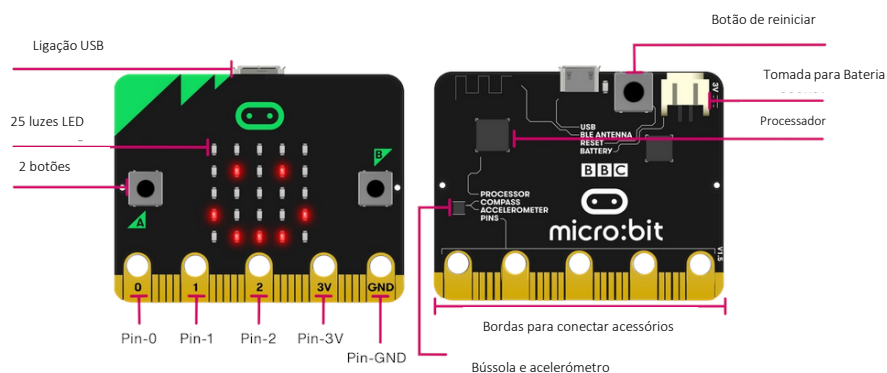 Ligação USB
25 luzes LED
2 botões
A
B
0 1 2 3V GND
Pin-0 Pin-1 Pin-2 Pin-3V
Pin-GND
Botão de reiniciar
Tomada para Bateria
Processador
3V
USB
BLE ANTENNA
RESET
BATTERY
BBC
PROCESSOR
COMPASS
ACCELEROMETER
PINS
micro:bit
V1.5
Bordas para conectar acessórios
Bússola e acelerómetro